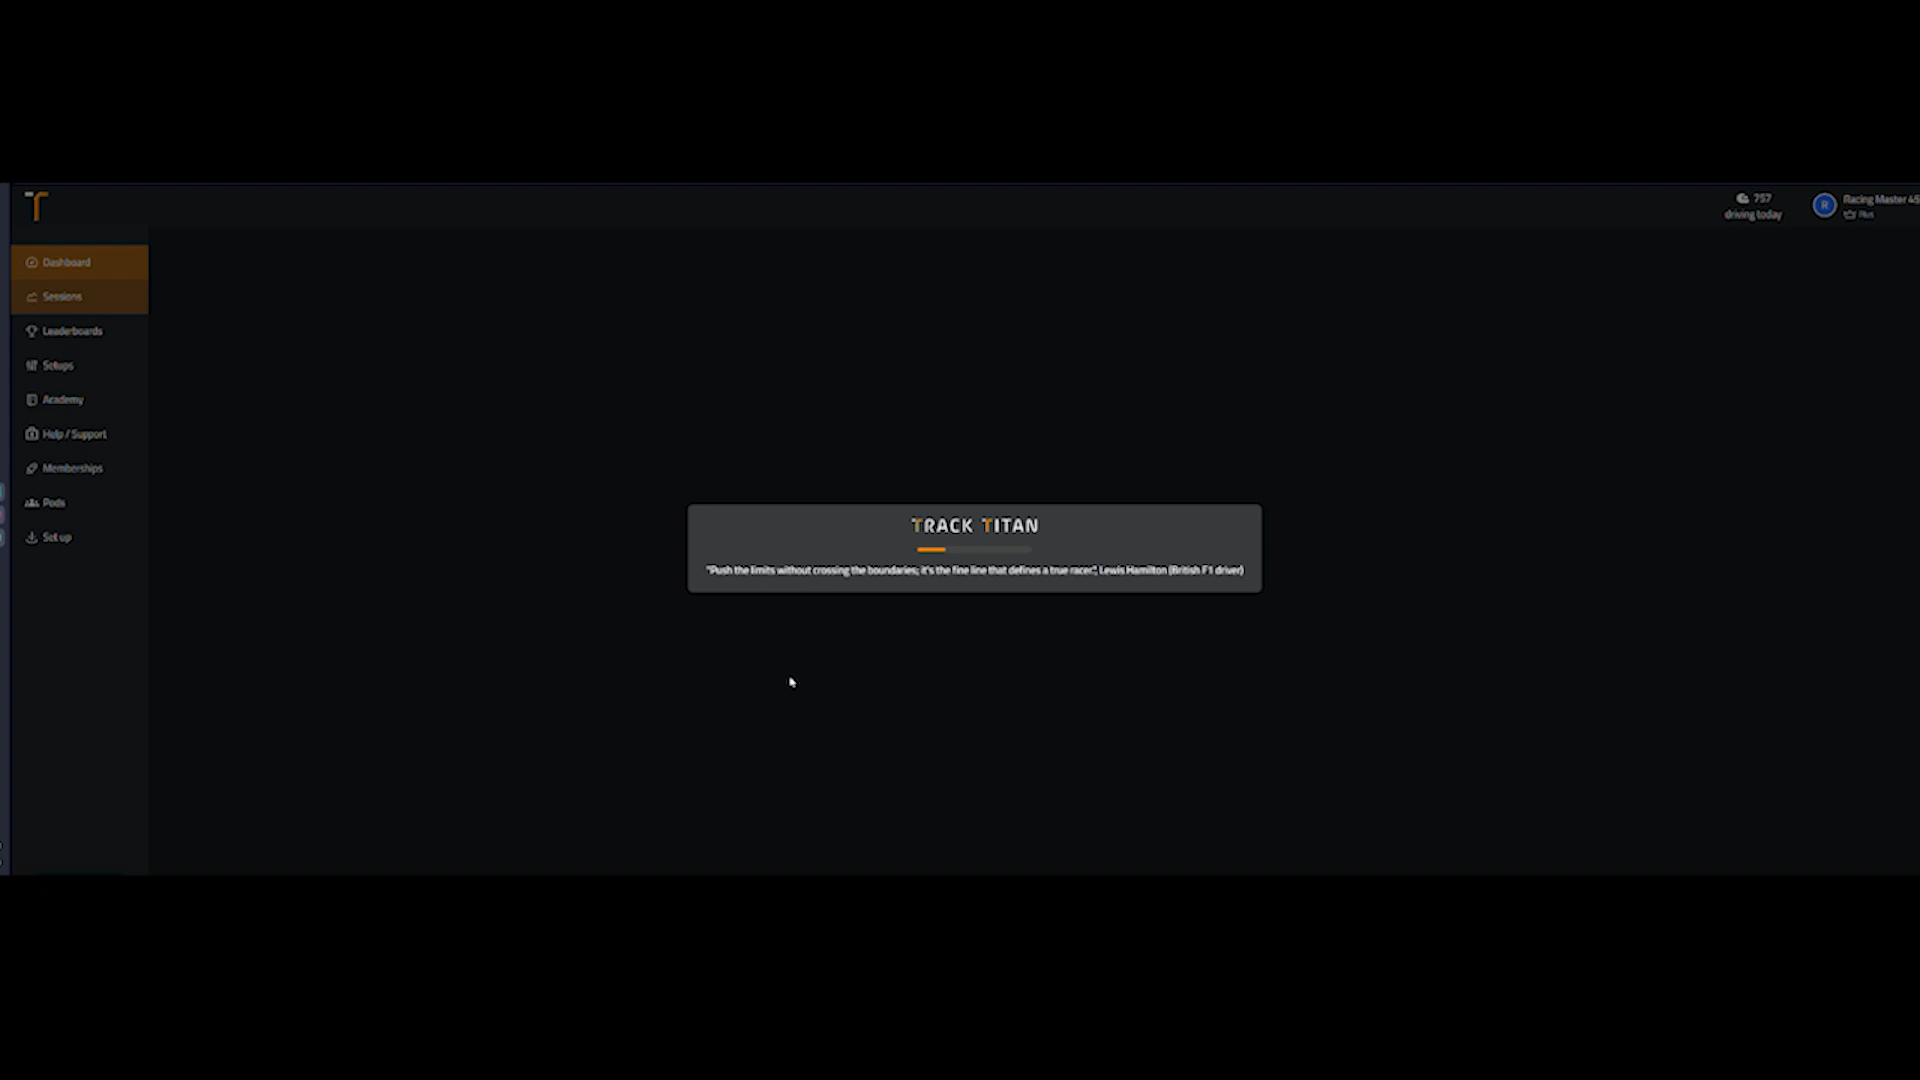 757
driving today
R
Racing Master 45
Plus
Dashboard
Sessions
Leaderboards
Setups
Academy
Help / Support
Memberships
Pods
Set up
TRACK TITAN
"Push the limits without crossing the boundaries; it's the fine line that defines a true racer.", Lewis Hamilton (British F1 driver)